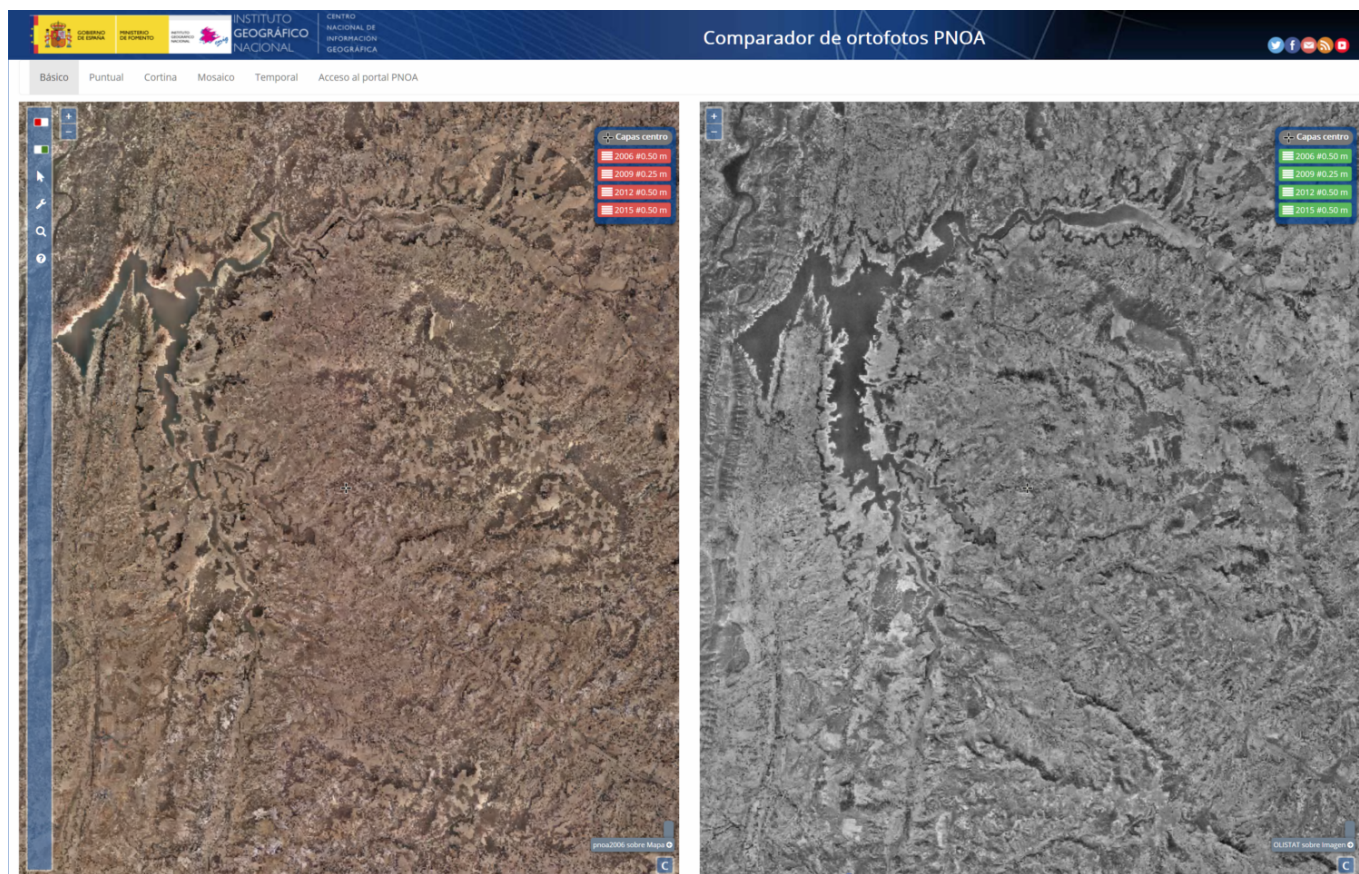 GOBIERNO
DE ESPAÑA
MINISTERIO
DE FOMENTO
INSTITUTO
GEOGRÁFICO
NACIONAL
INSTITUTO
GEOGRÁFICO
NACIONAL
CENTRO
NACIONAL DE
INFORMACIÓN
GEOGRÁFICA
Comparador de ortofotos PNOA
Básico Puntual Cortina Mosaico Temporal Acceso al portal PNOA
Capas centro
2006 #0.50 m
2009 #0.25 m
2012 #0.50 m
2015 #0.50 m
Capas centro
2006 #0.50 m
2009 #0.25 m
2012 #0.50 m
2015 #0.50 m
pnoa2006 sobre Mapa
C
OLISTAT sobre Imagen
C